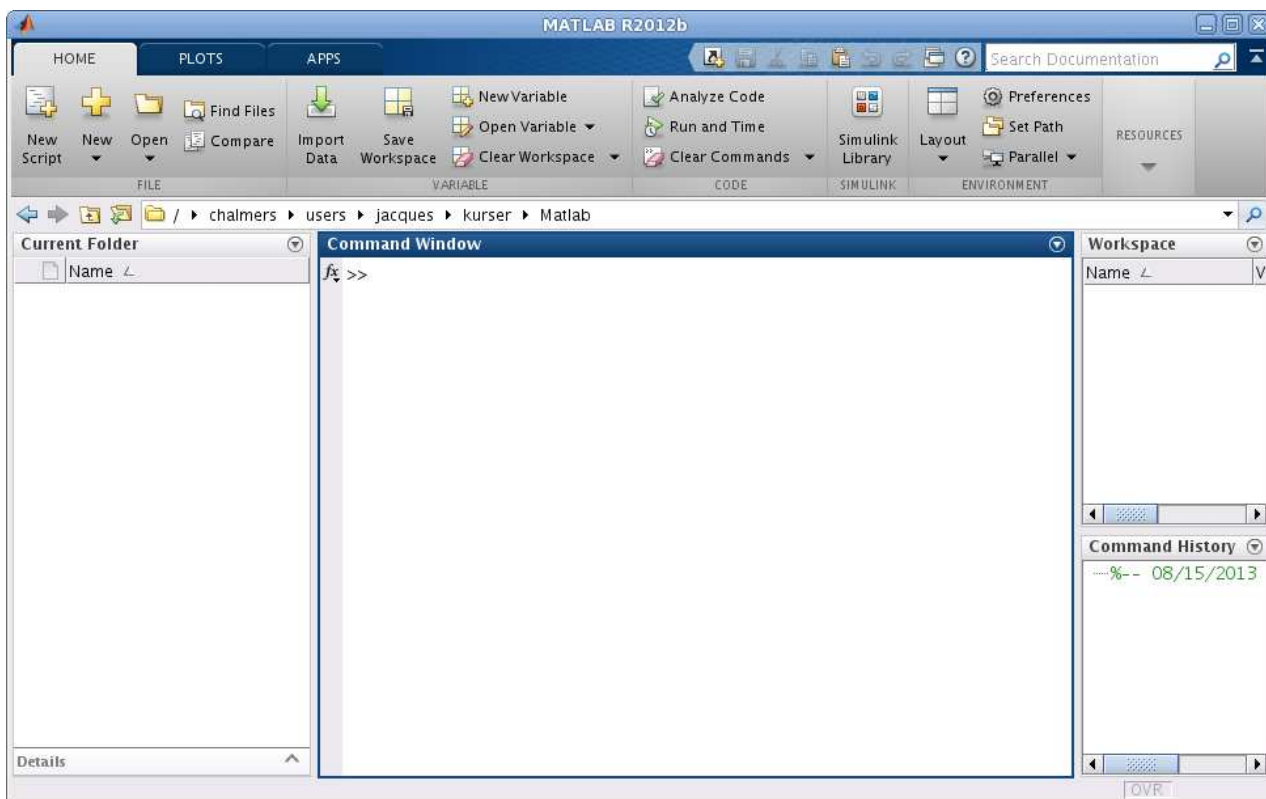 MATLAB R2012b
HOME PLOTS APPS Search Documentation
New Script
New
Open
Find Files
Compare
FILE
Import Data
Save Workspace
New Variable
Open Variable
Clear Workspace
VARIABLE
Analyze Code
Run and Time
Clear Commands
CODE
Simulink Library
SIMULINK
Layout
Preferences
Set Path
Parallel
ENVIRONMENT
RESOURCES
/ chalmers users jacques kurser Matlab
Current Folder
Name
Details
Command Window
fx >>
Workspace
Name V
Command History
%-- 08/15/2013
OVR